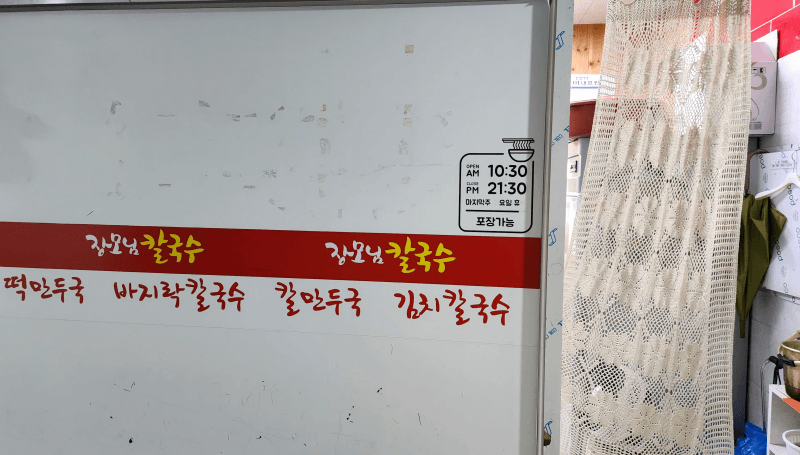 OPEN
AM 10:30
CLOSE
PM 21:30
마지막주 요일 휴
포장가능
장모님 칼국수 장모님 칼국수
떡만두국 바지락칼국수 칼만두국 김치칼국수